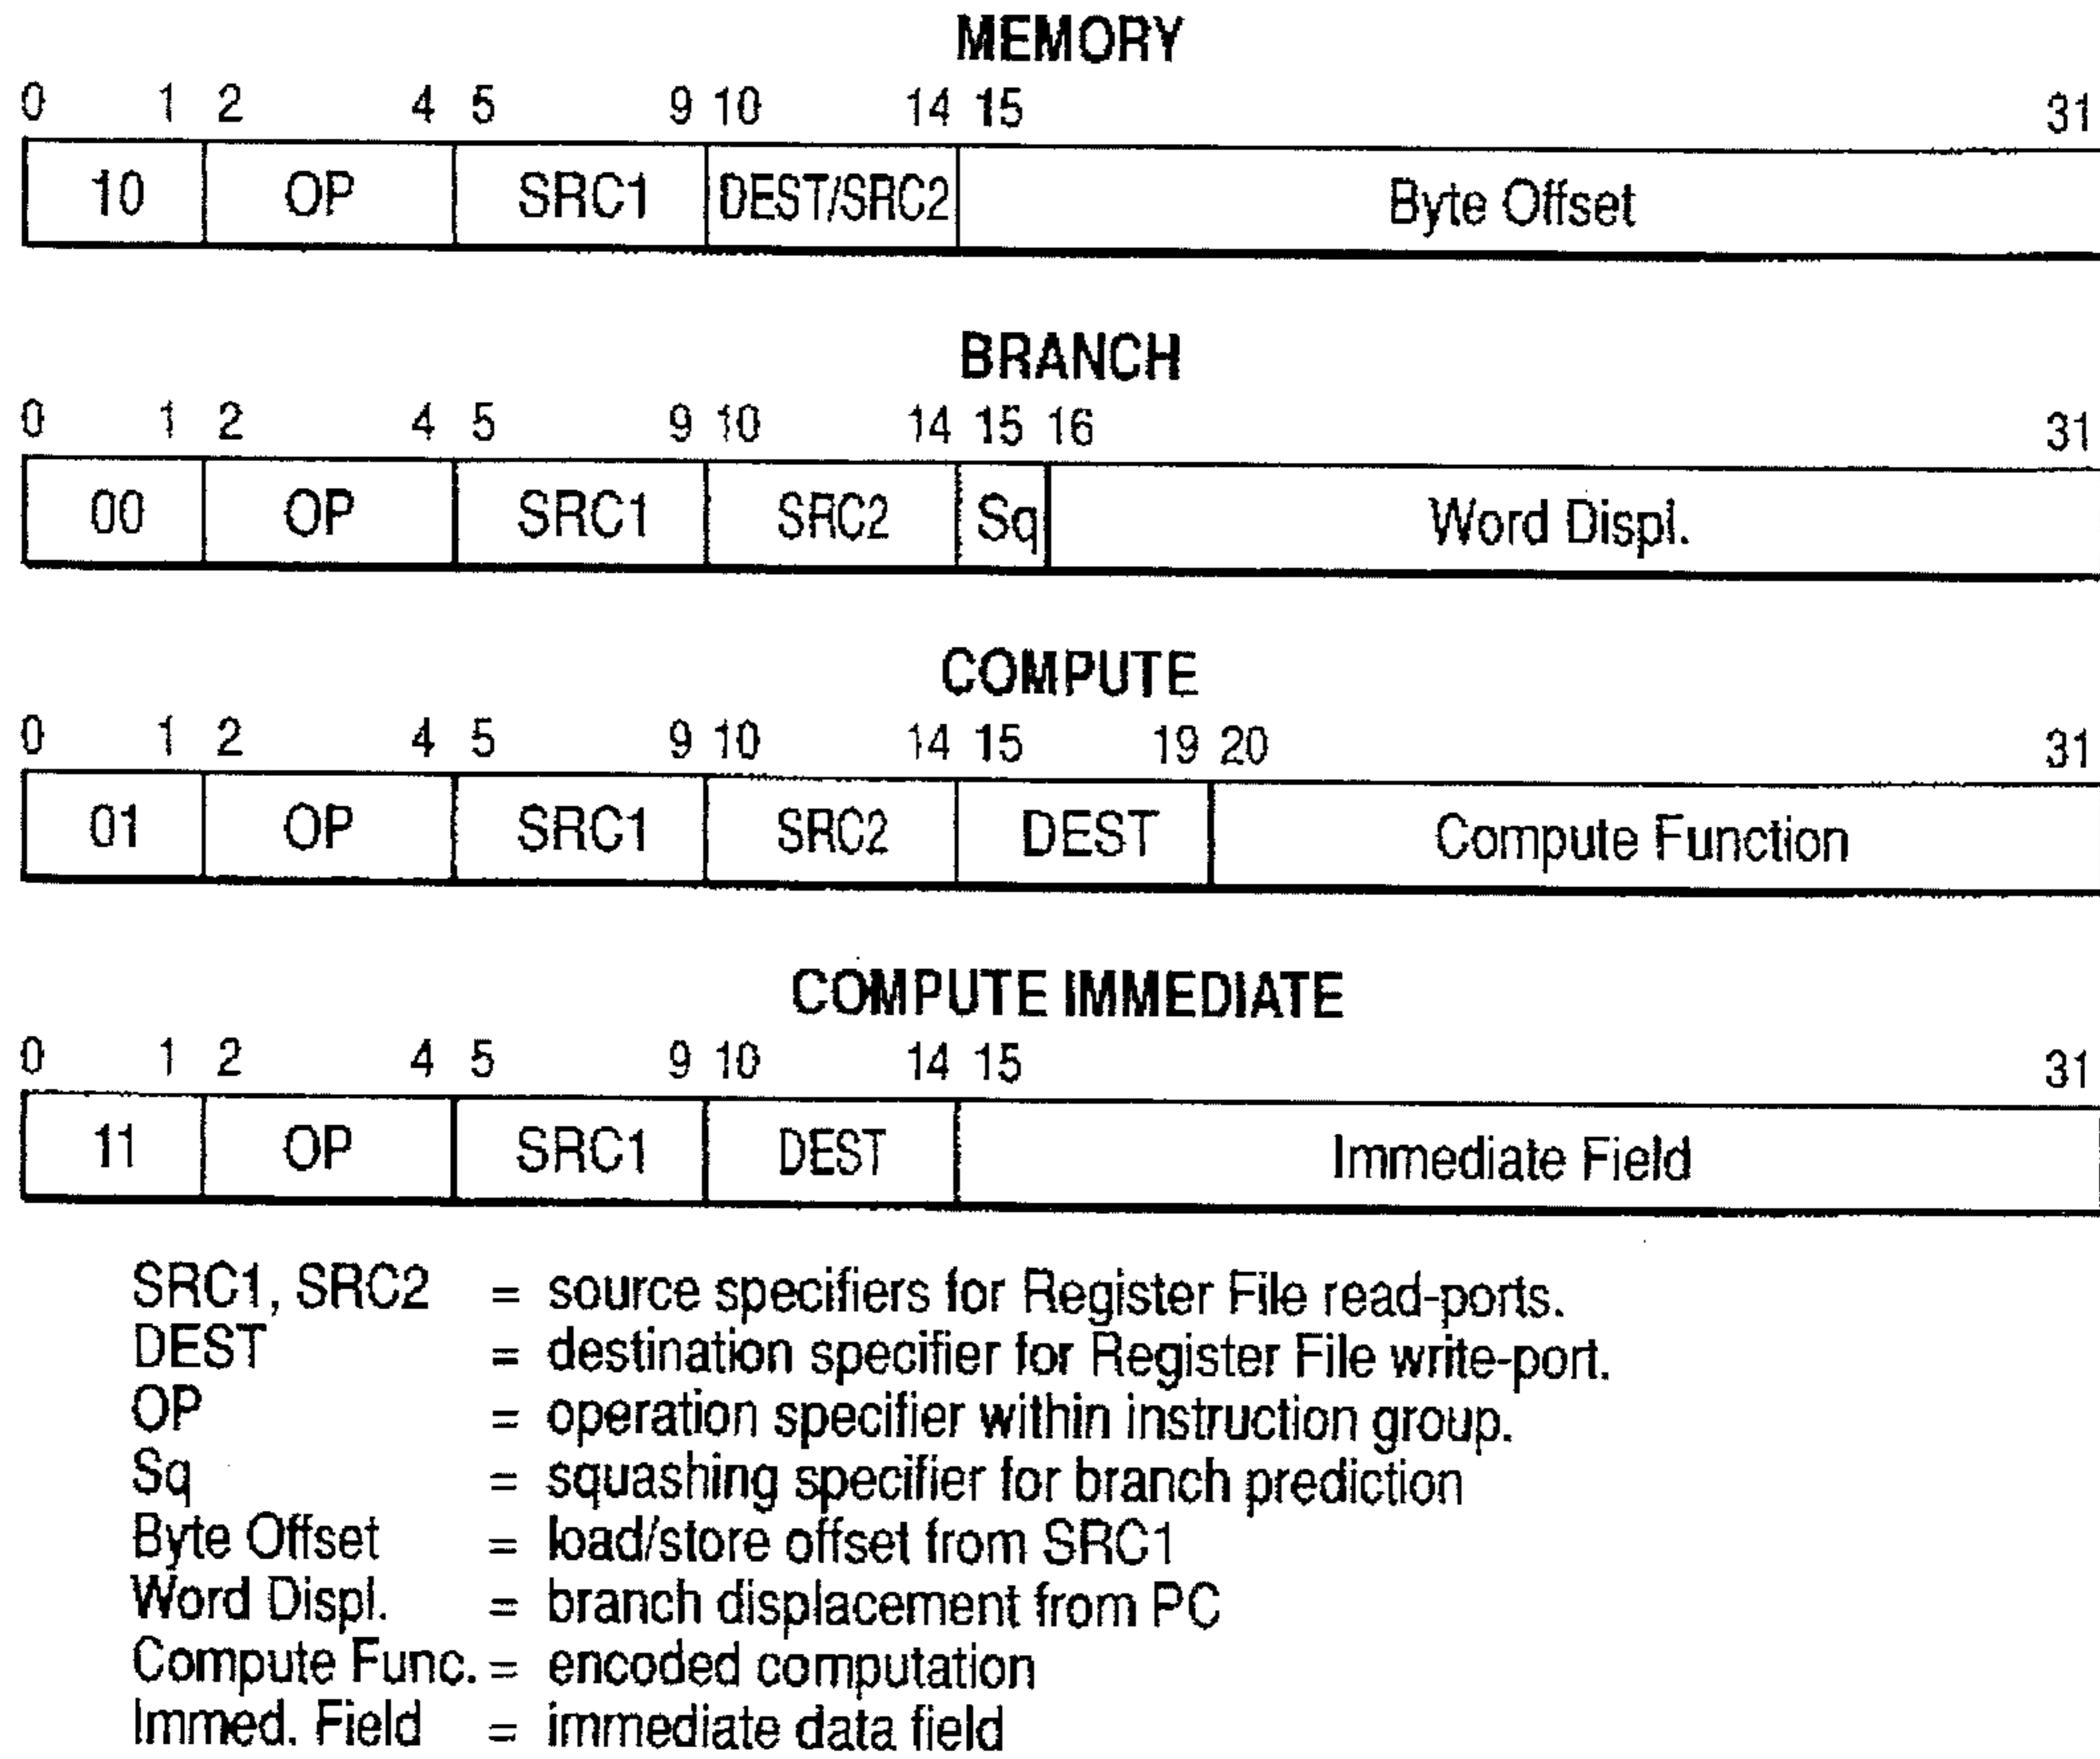 MEMORY
0 1 2 4 5 9 10 14 15 31
10 OP SRC1 DEST/SRC2 Byte Offset
BRANCH
0 1 2 4 5 9 10 14 15 16 31
00 OP SRC1 SRC2 Sq Word Displ.
COMPUTE
0 1 2 4 5 9 10 14 15 19 20 31
01 OP SRC1 SRC2 DEST Compute Function
COMPUTE IMMEDIATE
0 1 2 4 5 9 10 14 15 31
11 OP SRC1 DEST Immediate Field
SRC1, SRC2 = source specifiers for Register File read-ports.
DEST = destination specifier for Register File write-port.
OP = operation specifier within instruction group.
Sq = squashing specifier for branch prediction
Byte Offset = load/store offset from SRC1
Word Displ. = branch displacement from PC
Compute Func. = encoded computation
Immed. Field = immediate data field